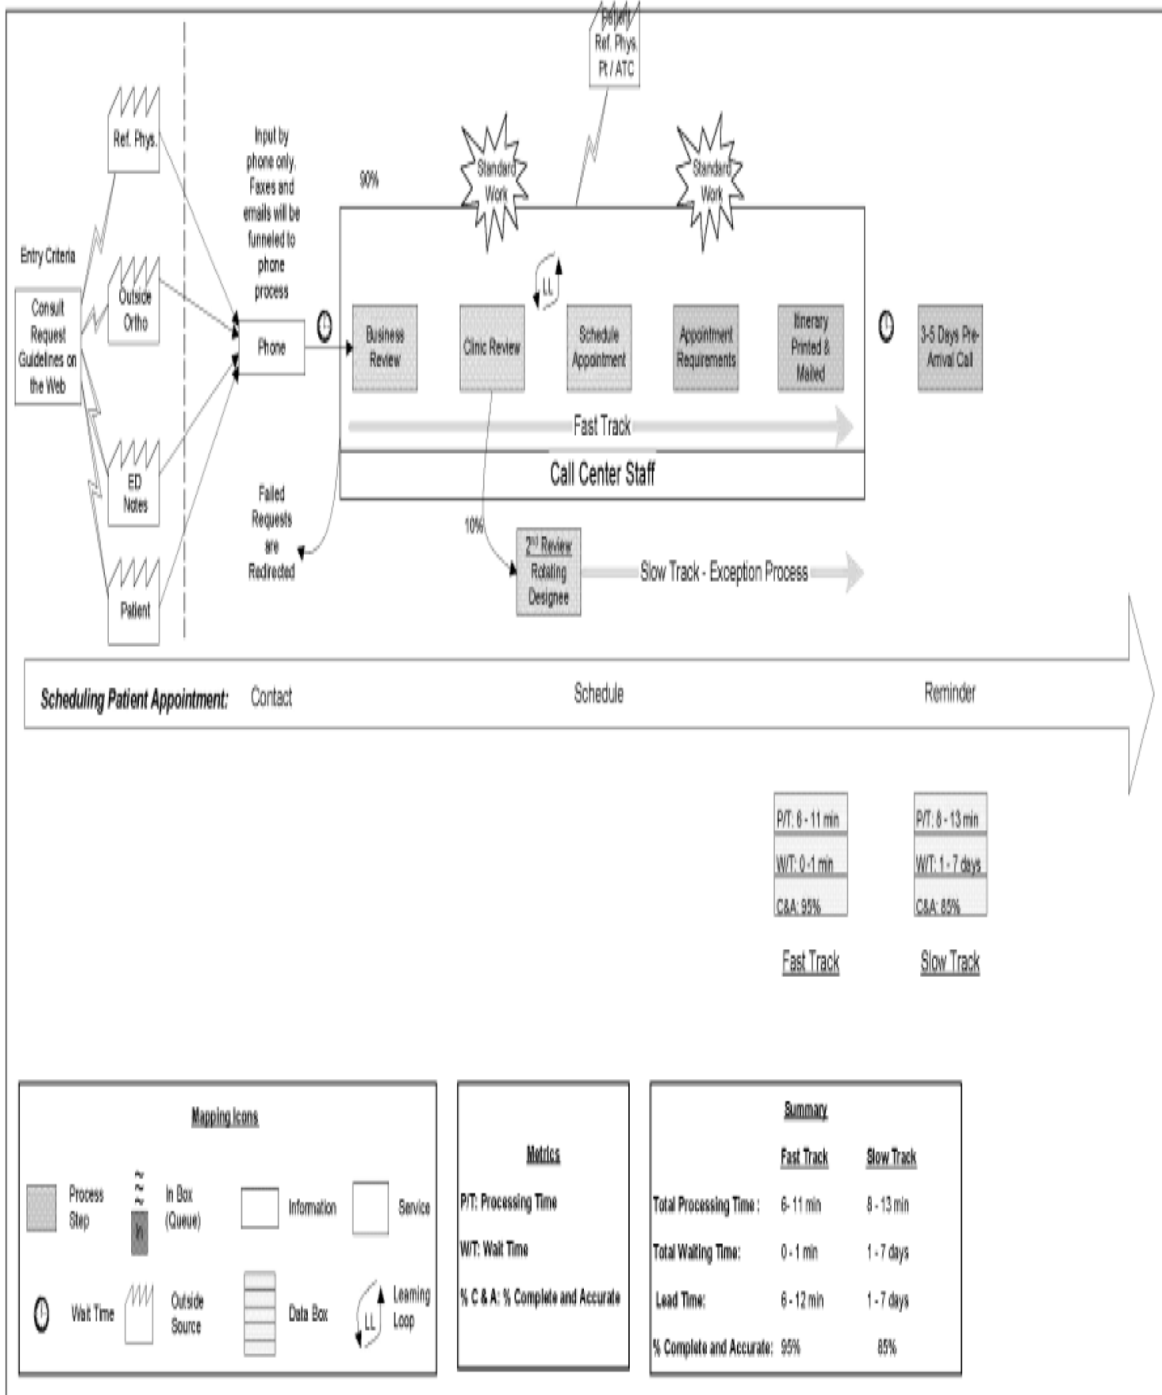 Patient
Ref. Phys.
Pt / ATC
Ref. Phys.
Input by
phone only.
Faxes and
emails will be
funneled to
phone
process
90%
Standard
Work
Standard
Work
Entry Criteria
Consult
Request
Guidelines on
the Web
Outside
Ortho
Phone
LL
Business
Review
Clinic Review
Schedule
Appointment
Appointment
Requirements
Itinerary
Printed &
Mailed
3-5 Days Pre-
Arrival Call
Fast Track
Call Center Staff
ED
Notes
Failed
Requests
are
Redirected
10%
2nd Review
Rotating
Designee
Slow Track - Exception Process
Patient
Scheduling Patient Appointment: Contact Schedule Reminder
P/T: 6 - 11 min
W/T: 0 -1 min
C&A: 95%
Fast Track
P/T: 8 - 13 min
W/T: 1 - 7 days
C&A: 85%
Slow Track
Mapping Icons
Process
Step
In Box
(Queue)
In
Information
Service
Wait Time
Outside
Source
Data Box
LL
Learning
Loop
Metrics
P/T: Processing Time
W/T: Wait Time
% C & A: % Complete and Accurate
Summary
Fast Track Slow Track
Total Processing Time : 6- 11 min 8 - 13 min
Total Waiting Time: 0 - 1 min 1 - 7 days
Lead Time: 6 - 12 min 1 - 7 days
% Complete and Accurate: 95% 85%